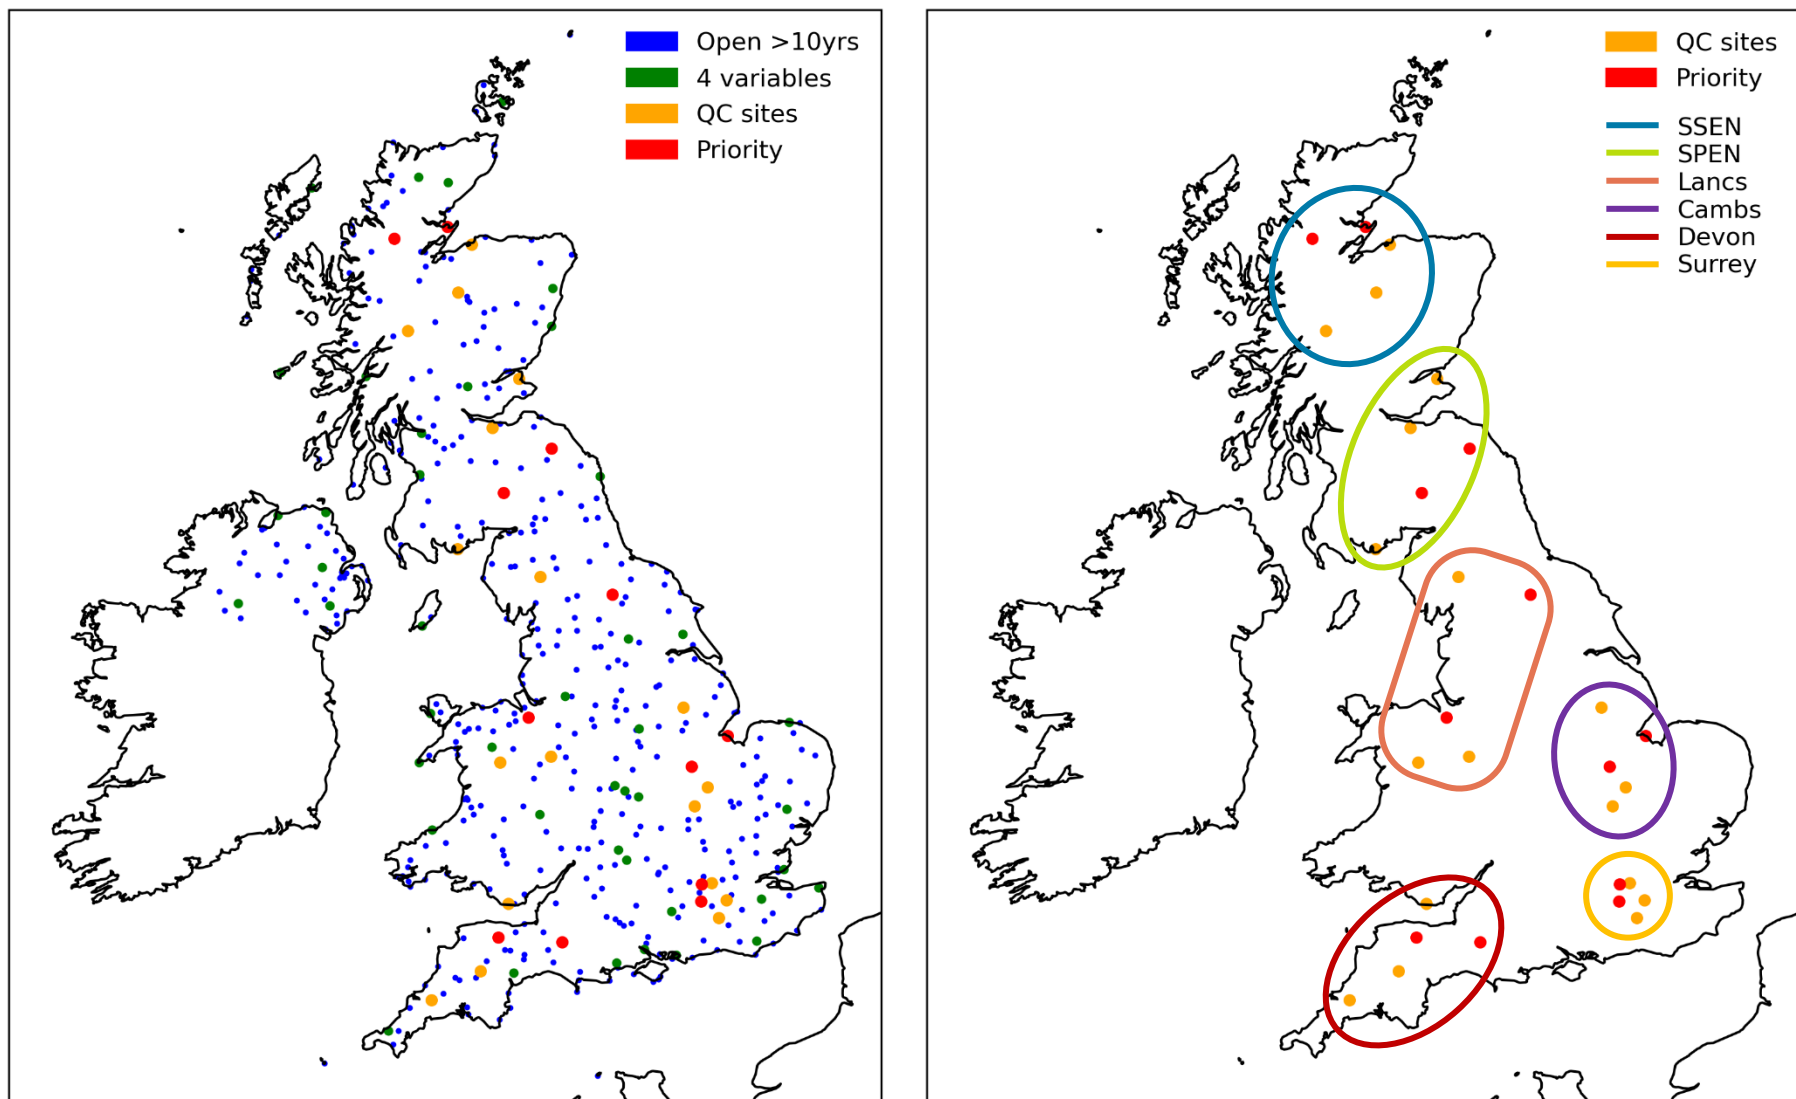 Open >10yrs
4 variables
QC sites
Priority
QC sites
Priority
SSEN
SPEN
Lancs
Cambs
Devon
Surrey